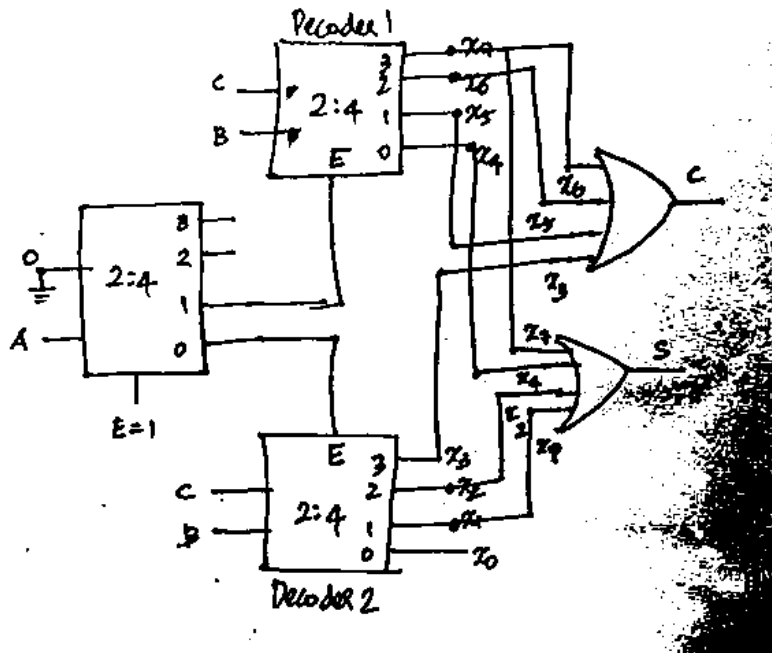 Decoder 1
3 x7
C 2 x6
2:4 1 x5
B 0 x4
E
C
x6
x5
x3
3
0 2
2:4
1
A 0
E=1
x7
S
x4
x2
E
3 x3
C 2 x2
2:4 1 x1
B 0 x0
Decoder 2